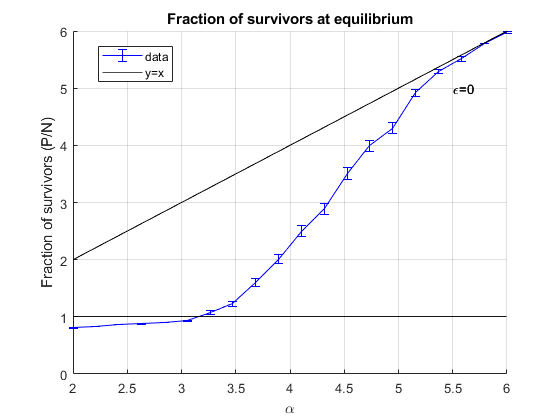 Fraction of survivors at equilibrium
data
y=x
ϵ=0
Fraction of survivors (P/N)
6
5
4
3
2
1
0
2 2.5 3 3.5 4 4.5 5 5.5 6
α